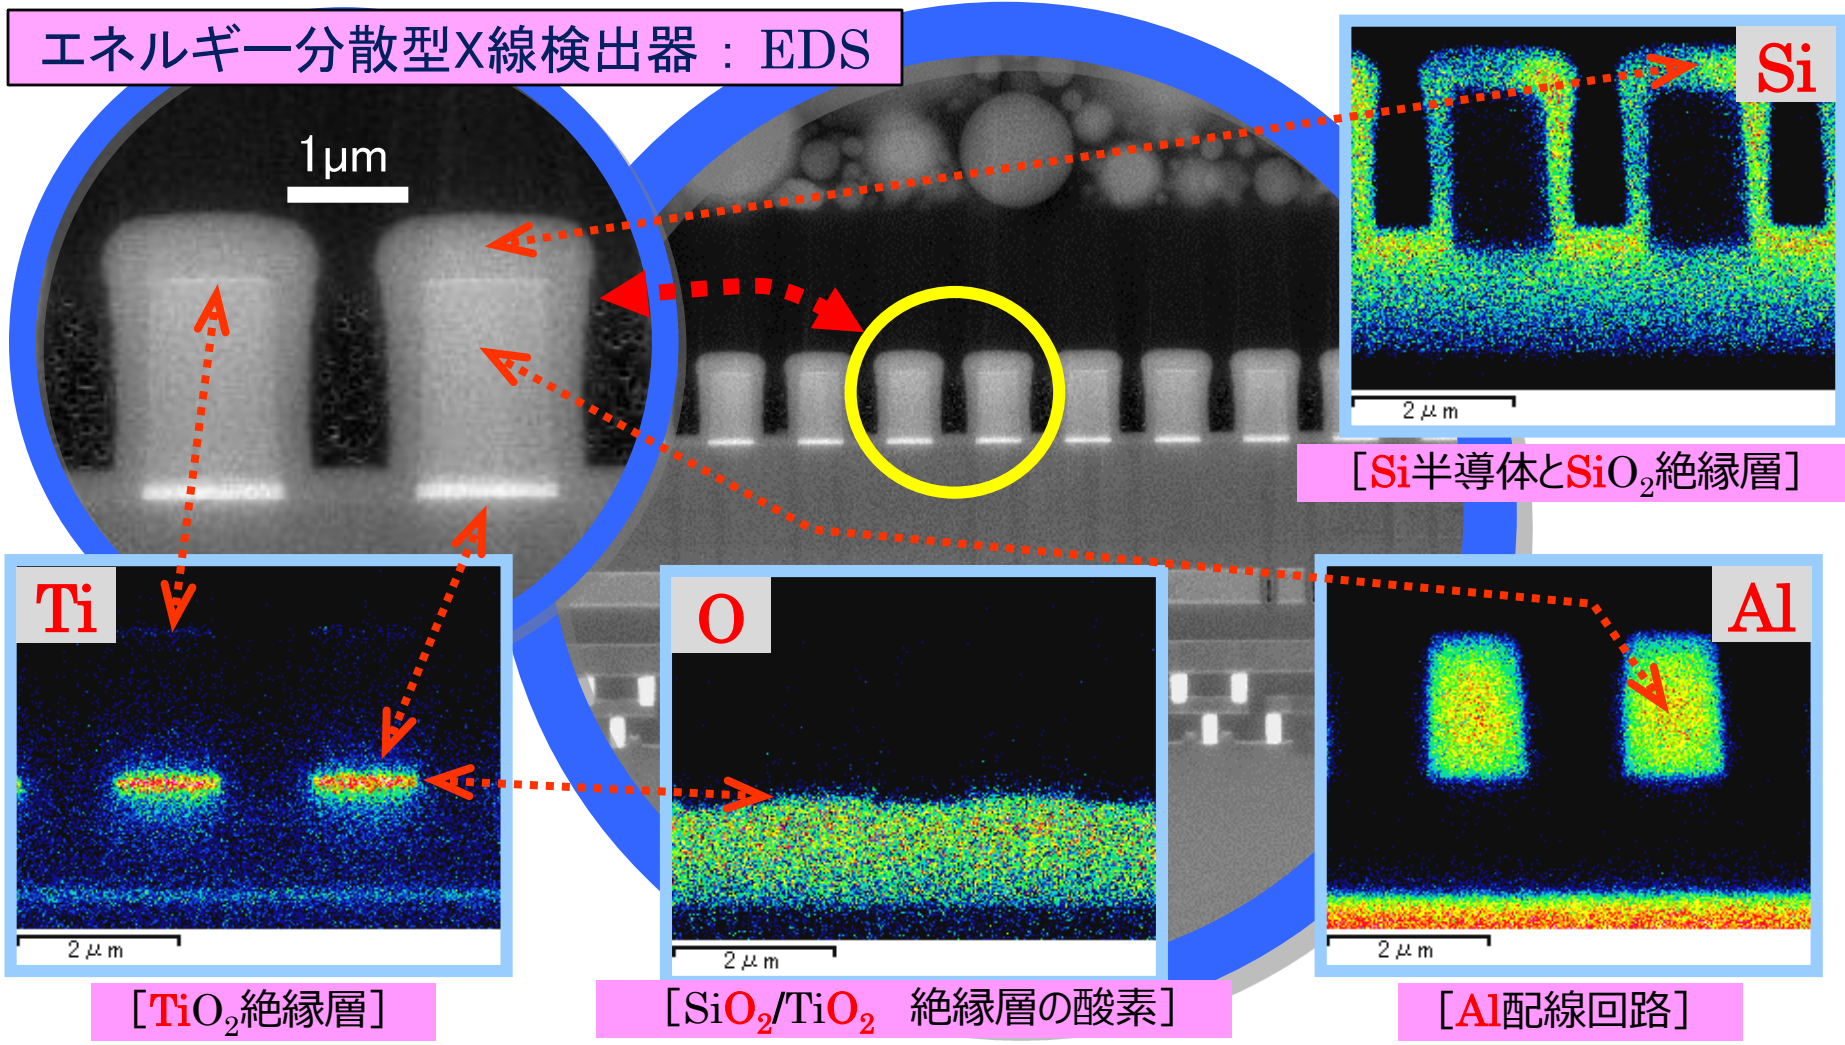 エネルギー分散型X線検出器：EDS
1μm
Si
2μm
[Si半導体とSiO₂絶縁層]
Ti
2μm
[TiO₂絶縁層]
O
2μm
[SiO₂/TiO₂ 絶縁層の酸素]
Al
2μm
[Al配線回路]